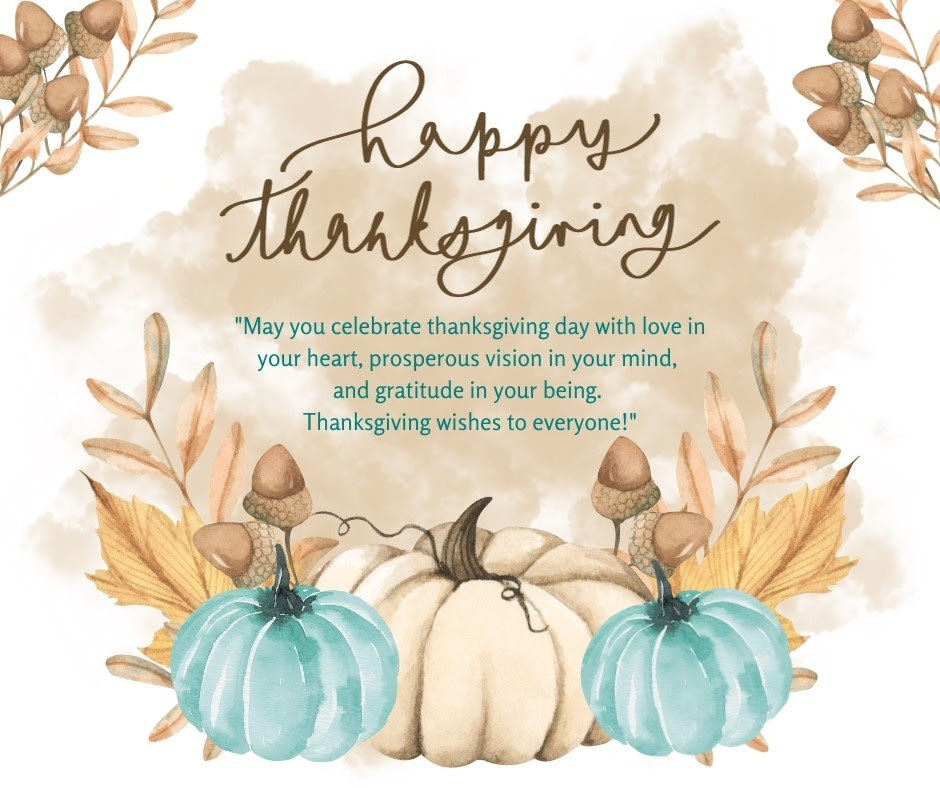 happy
thanksgiving
"May you celebrate thanksgiving day with love in
your heart, prosperous vision in your mind,
and gratitude in your being.
Thanksgiving wishes to everyone!"